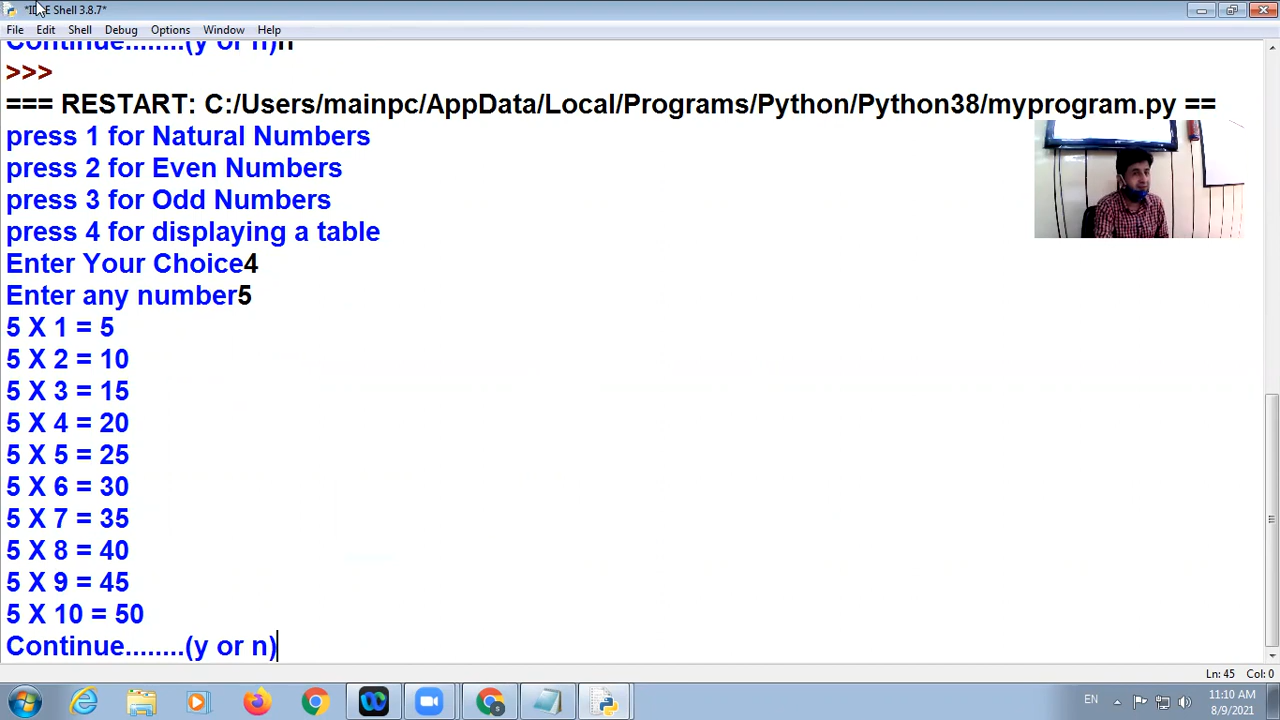 *IDLE Shell 3.8.7*
File Edit Shell Debug Options Window Help
Continue........(y or n)n
>>>
=== RESTART: C:/Users/mainpc/AppData/Local/Programs/Python/Python38/myprogram.py ==
press 1 for Natural Numbers
press 2 for Even Numbers
press 3 for Odd Numbers
press 4 for displaying a table
Enter Your Choice4
Enter any number5
5 X 1 = 5
5 X 2 = 10
5 X 3 = 15
5 X 4 = 20
5 X 5 = 25
5 X 6 = 30
5 X 7 = 35
5 X 8 = 40
5 X 9 = 45
5 X 10 = 50
Continue........(y or n)
Ln: 45 Col: 0
EN
11:10 AM
8/9/2021